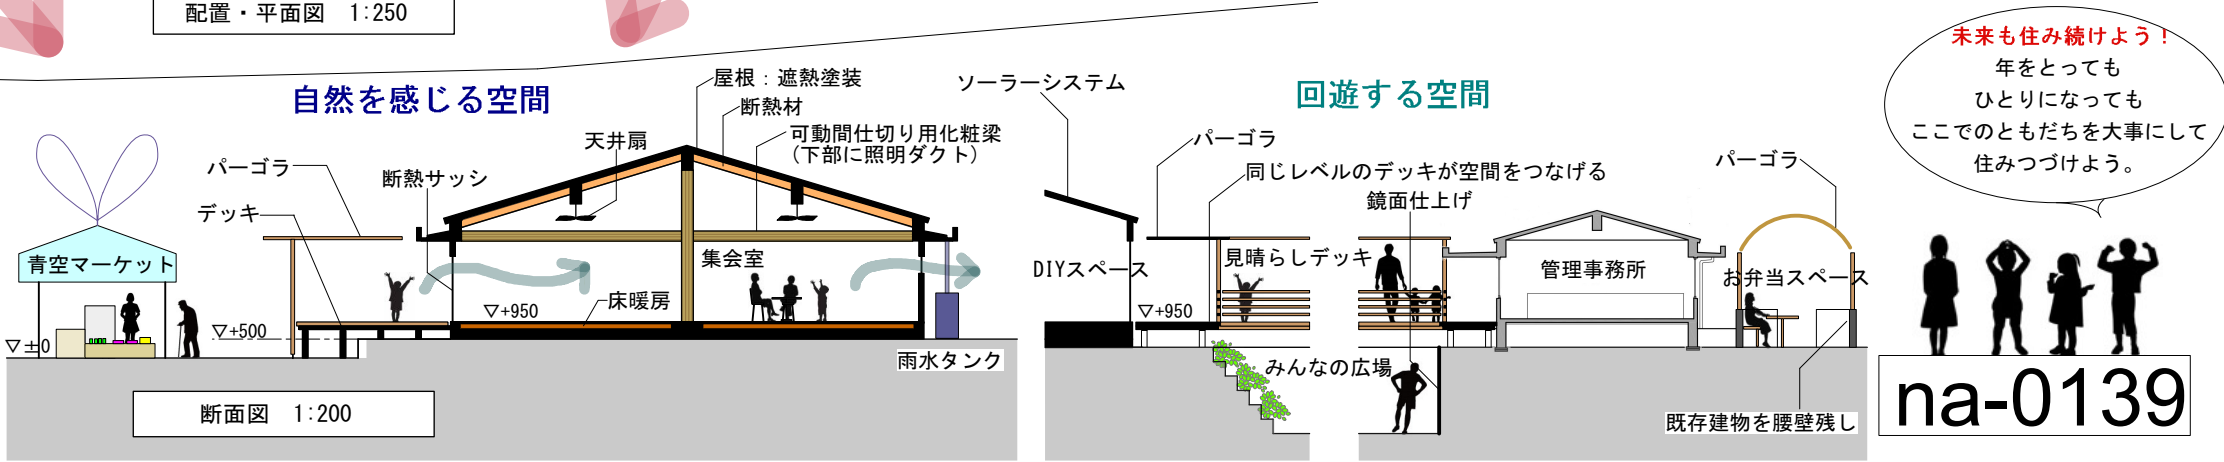 配置・平面図 1:250
自然を感じる空間
屋根：遮熱塗装
断熱材
可動間仕切り用化粧梁
(下部に照明ダクト)
天井扇
パーゴラ
断熱サッシ
デッキ
青空マーケット
集会室
床暖房
▽+950
▽+500
▽±0
雨水タンク
断面図 1:200
ソーラーシステム
回遊する空間
パーゴラ
同じレベルのデッキが空間をつなげる
鏡面仕上げ
パーゴラ
DIYスペース
見晴らしデッキ
管理事務所
お弁当スペース
▽+950
みんなの広場
既存建物を腰壁残し
未来も住み続けよう！
年をとっても
ひとりになっても
ここでのともだちを大事にして
住みつづけよう。
na-0139